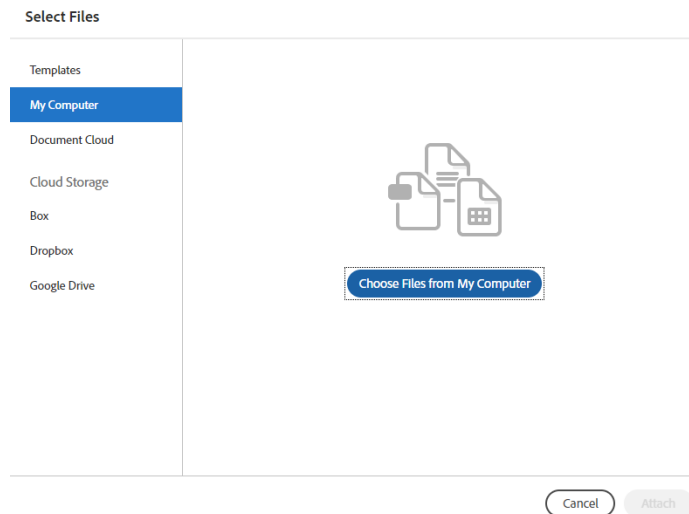 Select Files
Templates
My Computer
Document Cloud
Cloud Storage
Box
Dropbox
Google Drive
Choose Files from My Computer
Cancel
Attach